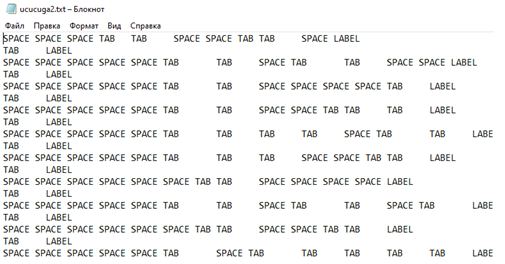 ucucuga2.txt – Блокнот
Файл Правка Формат Вид Справка
SPACE SPACE SPACE TAB TAB SPACE SPACE TAB TAB SPACE LABEL
TAB LABEL
SPACE SPACE SPACE SPACE SPACE TAB TAB SPACE TAB TAB SPACE SPACE LABEL
TAB LABEL
SPACE SPACE SPACE SPACE SPACE TAB TAB TAB SPACE SPACE SPACE TAB LABEL
TAB LABEL
SPACE SPACE SPACE SPACE SPACE TAB TAB SPACE SPACE TAB TAB TAB LABEL
TAB LABEL
SPACE SPACE SPACE SPACE SPACE TAB TAB TAB TAB SPACE TAB TAB LABE
TAB LABEL
SPACE SPACE SPACE SPACE SPACE TAB TAB TAB SPACE SPACE TAB TAB LABEL
TAB LABEL
SPACE SPACE SPACE SPACE SPACE SPACE TAB TAB SPACE SPACE SPACE SPACE LABEL
TAB LABEL
SPACE SPACE SPACE SPACE SPACE TAB TAB TAB TAB SPACE TAB TAB LABE
TAB LABEL
SPACE SPACE SPACE SPACE SPACE SPACE TAB TAB SPACE SPACE TAB TAB LABEL
TAB LABEL
SPACE SPACE SPACE SPACE SPACE TAB SPACE TAB TAB TAB TAB TAB LABE